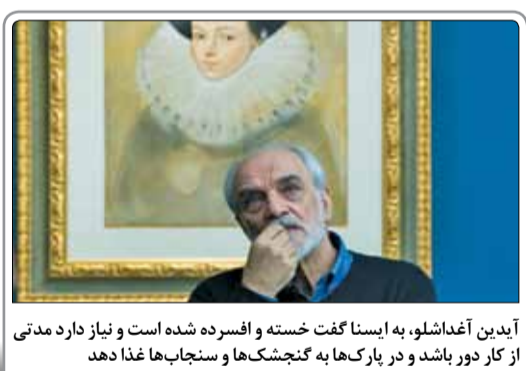 آیدین آغداشلو، به ایسنا گفت خسته و افسرده شده است و نیاز دارد مدتی
از کار دور باشد و در پارک‌ها به گنجشک‌ها و سنجاب‌ها غذا دهد